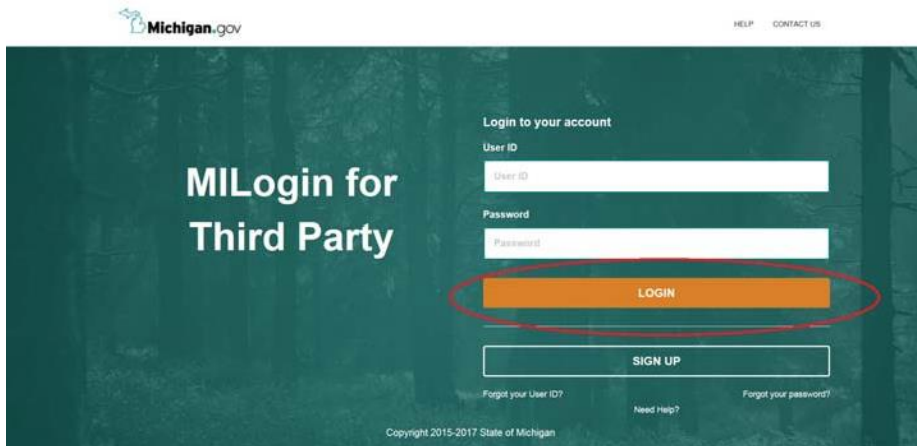 Michigan.gov
HELP CONTACT US
Login to your account
User ID
User ID
MILogin for
Third Party
Password
Password
LOGIN
SIGN UP
Forgot your User ID? Forgot your password?
Need Help?
Copyright 2015-2017 State of Michigan